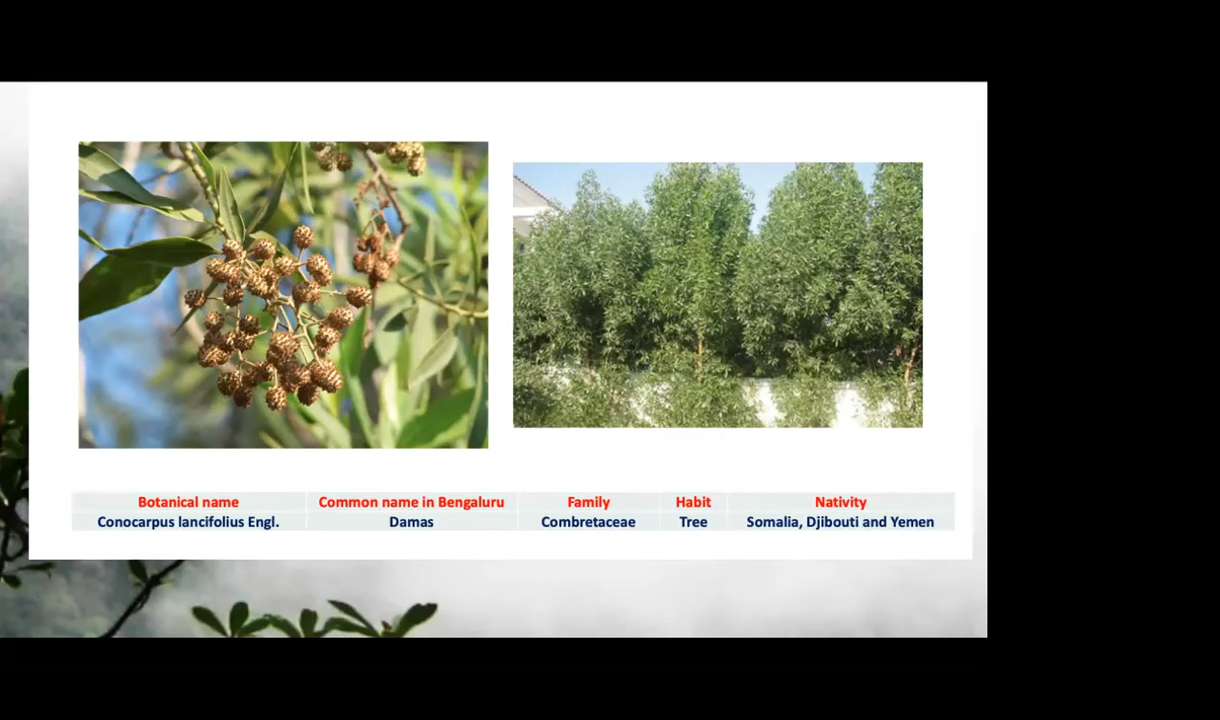 Botanical name Common name in Bengaluru Family Habit Nativity
Conocarpus lancifolius Engl. Damas Combretaceae Tree Somalia, Djibouti and Yemen